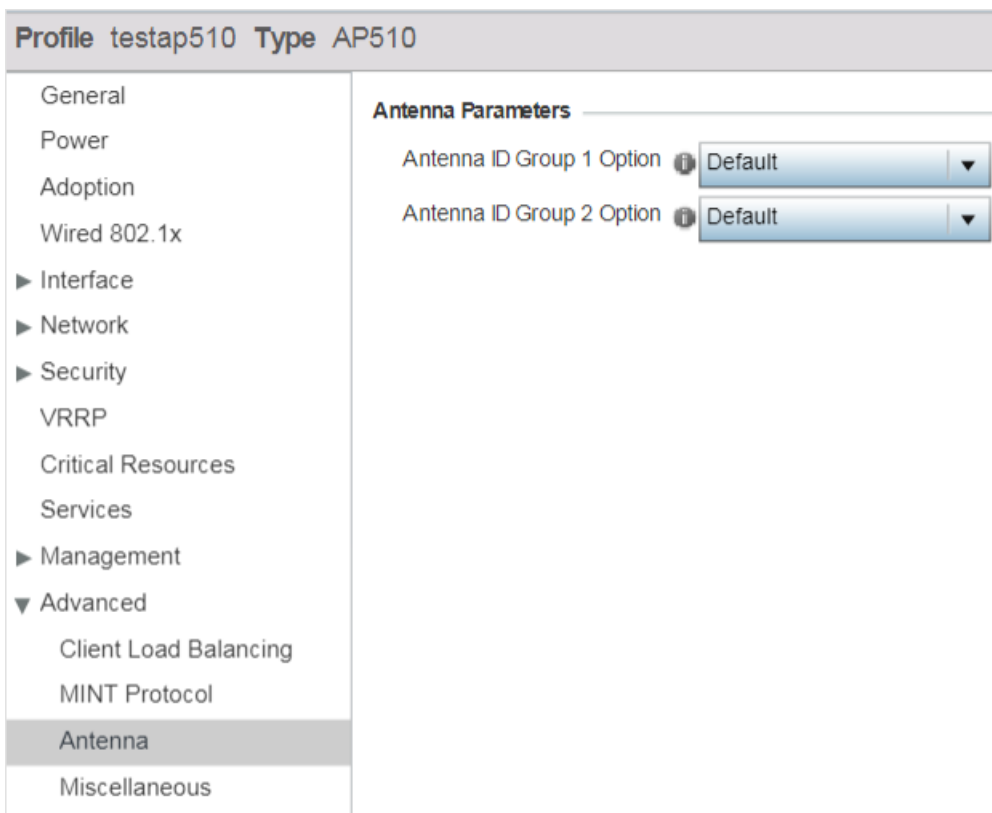 Profile testap510 Type AP510
General
Power
Adoption
Wired 802.1x
Interface
Network
Security
VRRP
Critical Resources
Services
Management
Advanced
Client Load Balancing
MINT Protocol
Antenna
Miscellaneous
Antenna Parameters
Antenna ID Group 1 Option Default
Antenna ID Group 2 Option Default